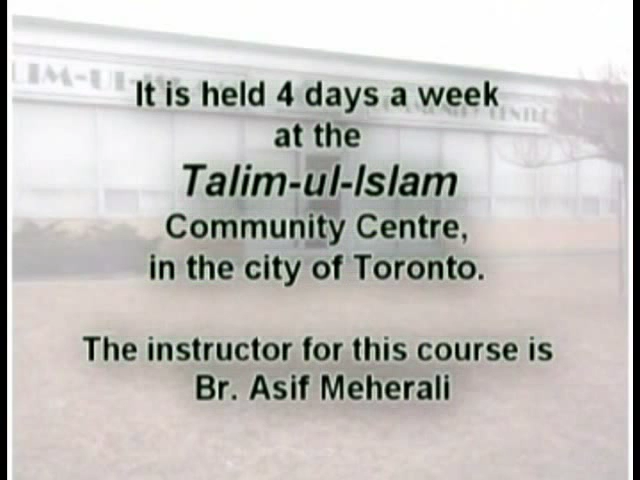 It is held 4 days a week
at the
Talim-ul-Islam
Community Centre,
in the city of Toronto.
The instructor for this course is
Br. Asif Meherali